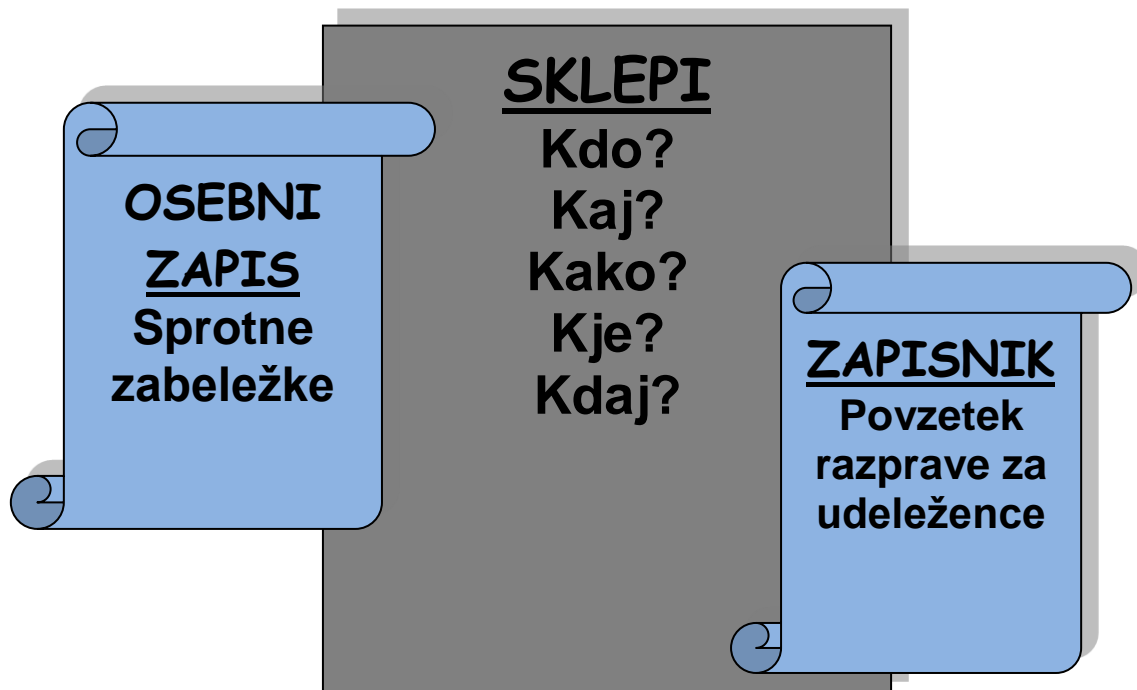 OSEBNI
ZAPIS
Sprotne
zabeležke
SKLEPI
Kdo?
Kaj?
Kako?
Kje?
Kdaj?
ZAPISNIK
Povzetek
razprave za
udeležence